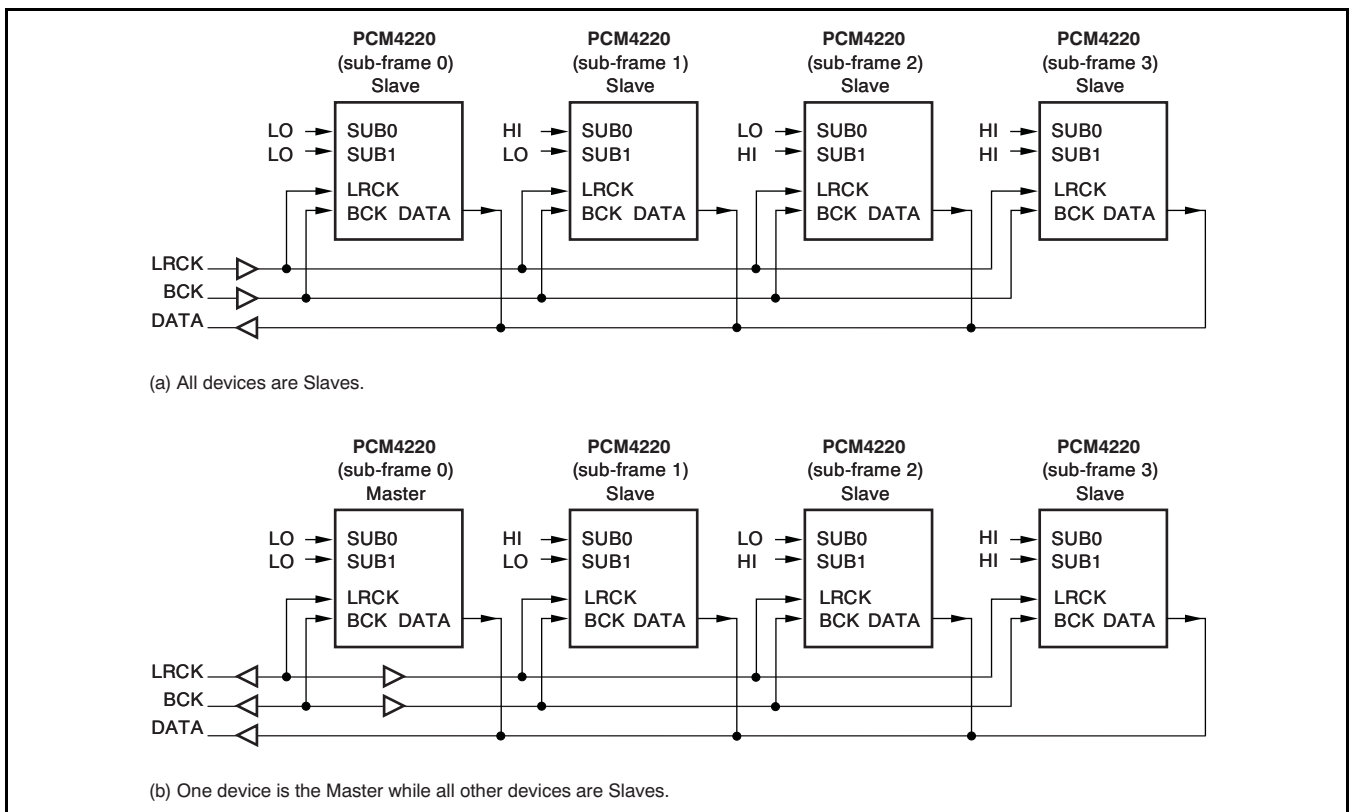 PCM4220
(sub-frame 0)
Slave
PCM4220
(sub-frame 1)
Slave
PCM4220
(sub-frame 2)
Slave
PCM4220
(sub-frame 3)
Slave
LO SUB0
LO SUB1
LRCK
BCK DATA
HI SUB0
LO SUB1
LRCK
BCK DATA
LO SUB0
HI SUB1
LRCK
BCK DATA
HI SUB0
HI SUB1
LRCK
BCK DATA
LRCK
BCK
DATA
(a) All devices are Slaves.
PCM4220
(sub-frame 0)
Master
PCM4220
(sub-frame 1)
Slave
PCM4220
(sub-frame 2)
Slave
PCM4220
(sub-frame 3)
Slave
LO SUB0
LO SUB1
LRCK
BCK DATA
HI SUB0
LO SUB1
LRCK
BCK DATA
LO SUB0
HI SUB1
LRCK
BCK DATA
HI SUB0
HI SUB1
LRCK
BCK DATA
LRCK
BCK
DATA
(b) One device is the Master while all other devices are Slaves.